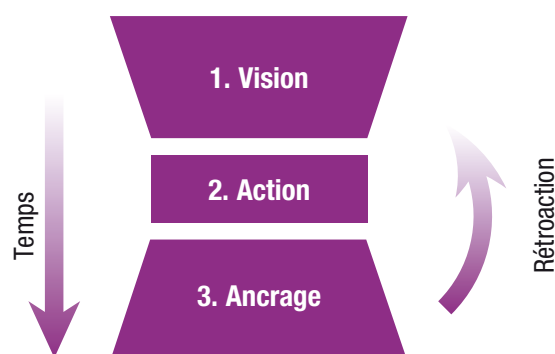 1. Vision
2. Action
3. Ancrage
Temps
Rétroaction